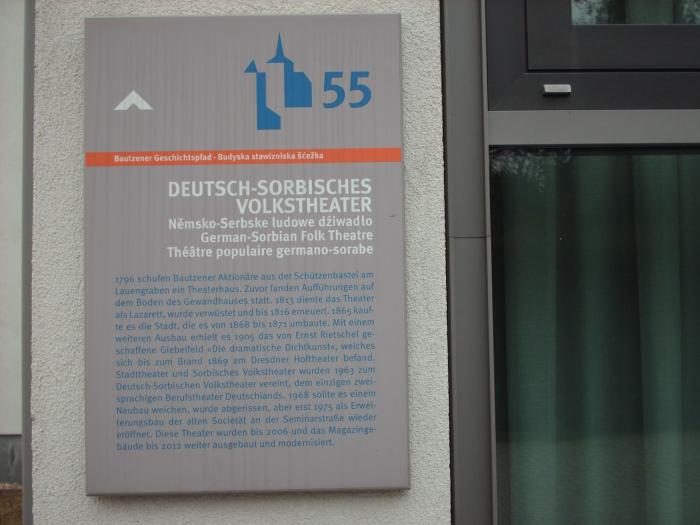 55
Bautzener Geschichtspfad · Budyska stawizniska šćežka
DEUTSCH-SORBISCHES
VOLKSTHEATER
Němsko-Serbske ludowe dźiwadło
German-Sorbian Folk Theatre
Théâtre populaire germano-sorabe
1796 schufen Bautzener Aktionäre aus der Schützenbastei am
Lauengraben ein Theaterhaus. Zuvor fanden Aufführungen auf
dem Boden des Gewandhauses statt. 1813 diente das Theater
als Lazarett, wurde verwüstet und bis 1816 erneuert. 1865 kauf-
te es die Stadt, die es von 1868 bis 1871 umbaute. Mit einem
weiteren Ausbau erhielt es 1905 das von Ernst Rietschel ge-
schaffene Giebelfeld »Die dramatische Dichtkunst«, welches
sich bis zum Brand 1869 am Dresdner Hoftheater befand.
Stadttheater und Sorbisches Volkstheater wurden 1963 zum
Deutsch-Sorbischen Volkstheater vereint, dem einzigen zwei-
sprachigen Berufstheater Deutschlands. 1968 sollte es einem
Neubau weichen, wurde abgerissen, aber erst 1975 als Erwei-
terungsbau der alten Societät an der Seminarstraße wieder
eröffnet. Diese Theater wurden bis 2006 und das Magazinge-
bäude bis 2012 weiter ausgebaut und modernisiert.